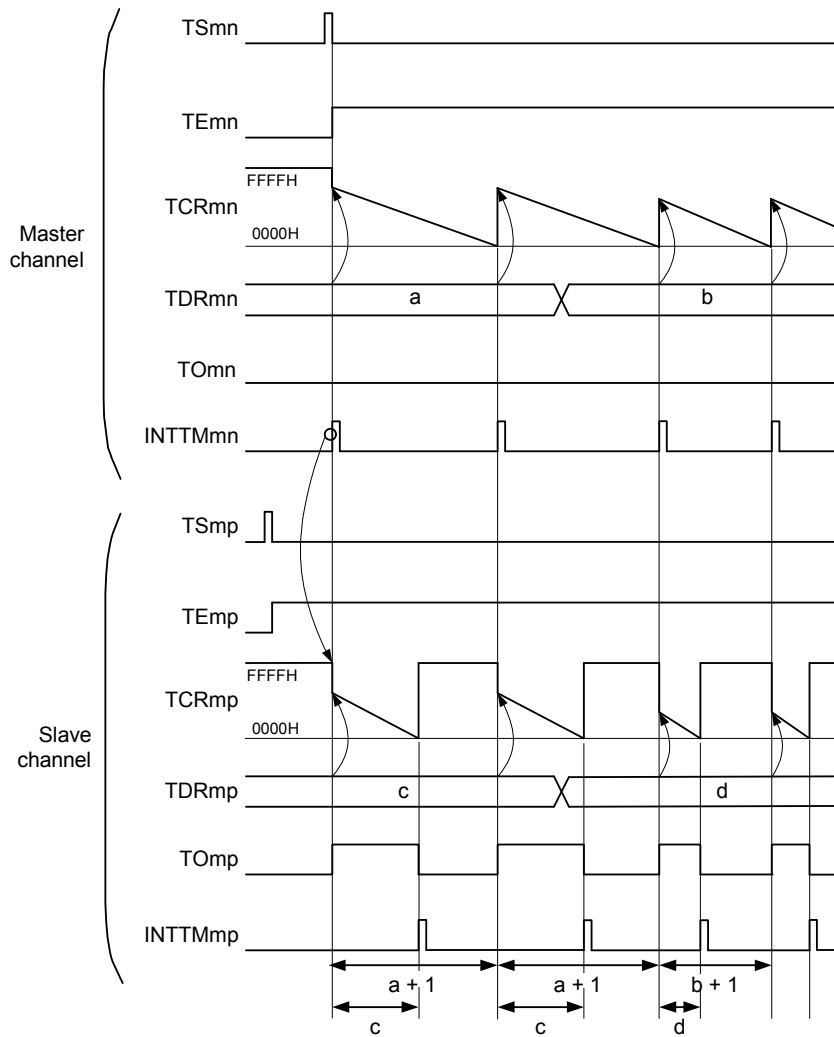 TSmn
TEmn
FFFFH
TCRmn
0000H
Master
channel
TDRmn
a
b
TOmn
INTTMmn
TSmp
TEmp
FFFFH
TCRmp
0000H
Slave
channel
TDRmp
c
d
TOmp
INTTMmp
a + 1
a + 1
b + 1
c
c
d